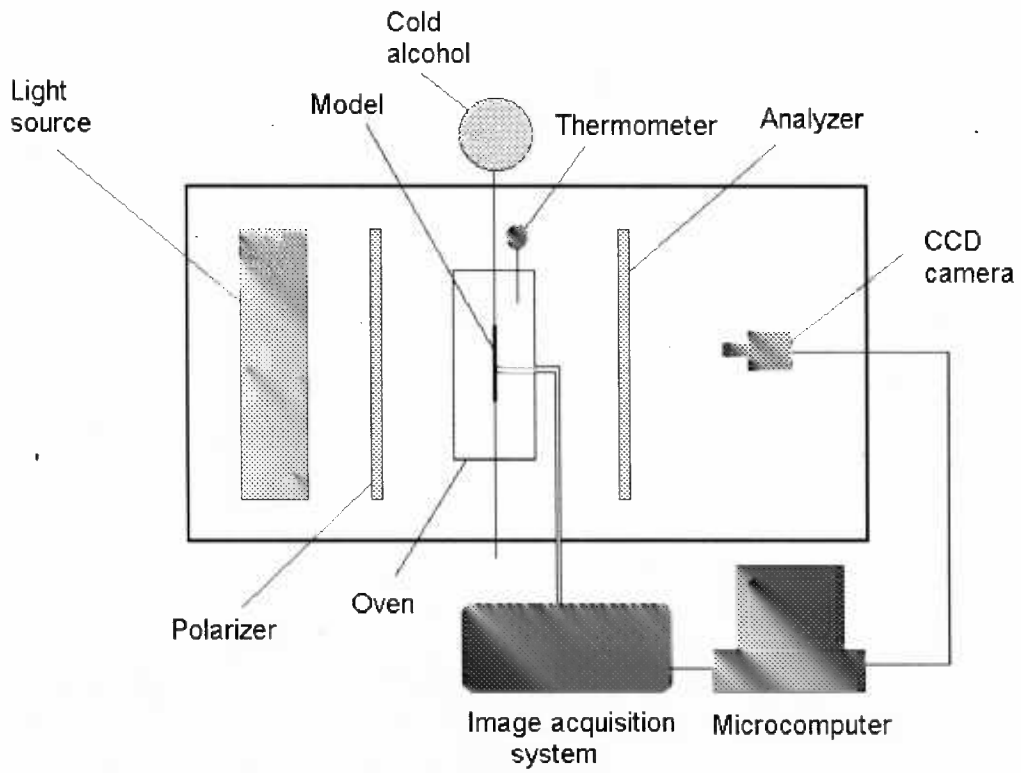 Cold
alcohol
Light
source
Model
Thermometer
Analyzer
CCD
camera
Polarizer
Oven
Image acquisition
system
Microcomputer